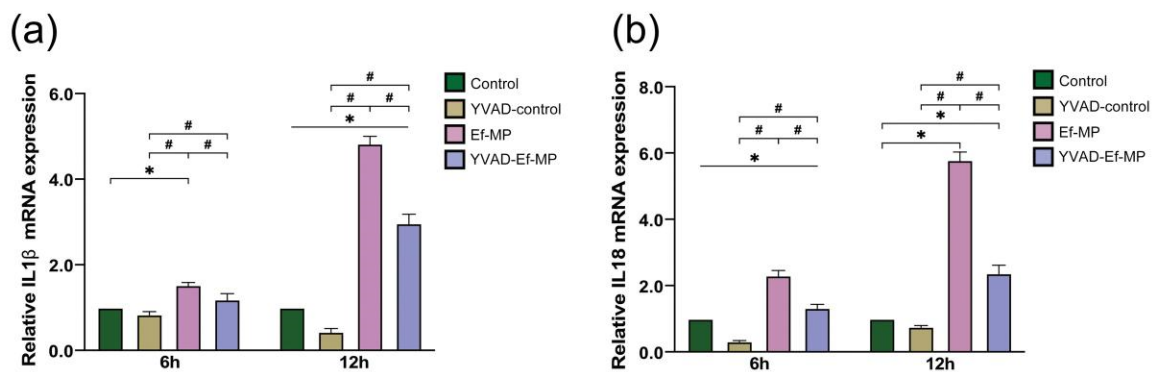 (a)
Relative IL1β mRNA expression
6.0
4.0
2.0
0.0
#
# #
*
#
# #
*
6h
12h
Control
YVAD-control
Ef-MP
YVAD-Ef-MP
(b)
Relative IL18 mRNA expression
8.0
6.0
4.0
2.0
0.0
#
# #
*
#
# #
*
*
6h
12h
Control
YVAD-control
Ef-MP
YVAD-Ef-MP